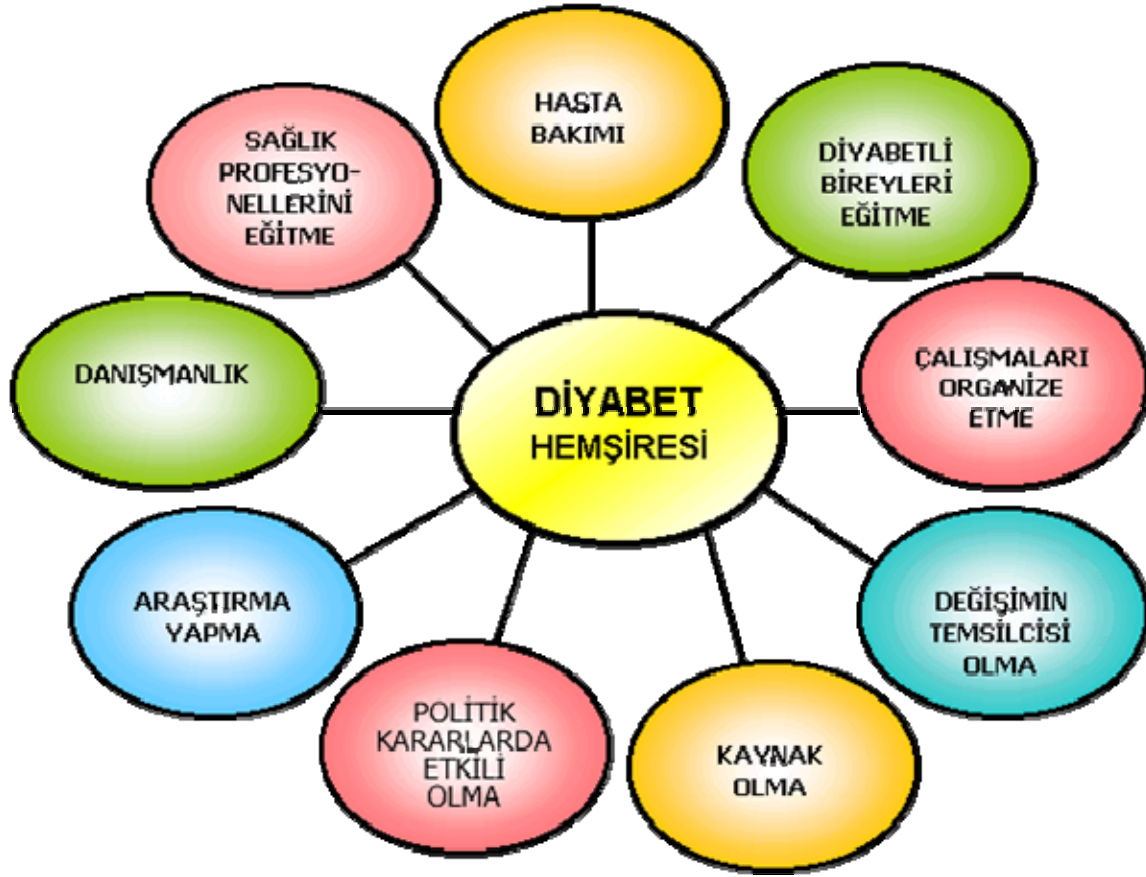 HASTA
BAKIMI
DİYABETLİ
BİREYLERİ
EĞİTME
ÇALIŞMALARI
ORGANİZE
ETME
DEĞİŞİMİN
TEMSİLCİSİ
OLMA
KAYNAK
OLMA
POLİTİK
KARARLARDA
ETKİLİ
OLMA
ARAŞTIRMA
YAPMA
DANIŞMANLIK
SAĞLIK
PROFESYO-
NELLERİNİ
EĞİTME
DİYABET
HEMŞİRESİ